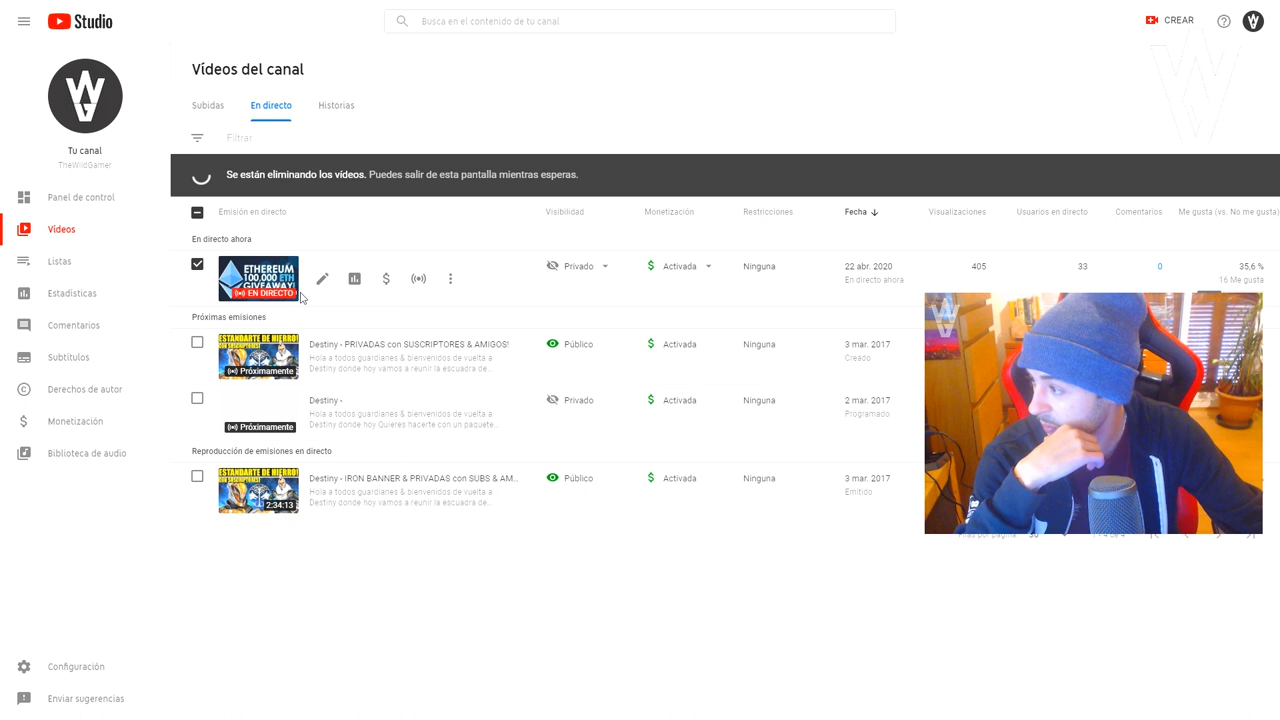 Studio
Busca en el contenido de tu canal
CREAR
Vídeos del canal
Subidas
En directo
Historias
Filtrar
Se están eliminando los vídeos. Puedes salir de esta pantalla mientras esperas.
Tu canal
TheWildGamer
Panel de control
Vídeos
Listas
Estadísticas
Comentarios
Subtítulos
Derechos de autor
Monetización
Biblioteca de audio
Configuración
Enviar sugerencias
Emisión en directo
Visibilidad
Monetización
Restricciones
Fecha
Visualizaciones
Usuarios en directo
Comentarios
Me gusta (vs. No me gusta)
En directo ahora
ETHEREUM
100,000 ETH
GIVEAWAY!
EN DIRECTO
Privado
Activada
Ninguna
22 abr. 2020
En directo ahora
405
33
0
35,6 %
16 Me gusta
Próximas emisiones
ESTANDARTE DE HIERRO!
Próximamente
Destiny - PRIVADAS con SUSCRIPTORES & AMIGOS!
Hola a todos guardianes & bienvenidos de vuelta a
Destiny donde hoy vamos a reunir la escuadra de...
Público
Activada
Ninguna
3 mar. 2017
Creado
Próximamente
Destiny -
Hola a todos guardianes & bienvenidos de vuelta a
Destiny donde hoy Quieres hacerte con un paquete...
Privado
Activada
Ninguna
2 mar. 2017
Programado
Reproducción de emisiones en directo
ESTANDARTE DE HIERRO!
2:34:13
Destiny - IRON BANNER & PRIVADAS con SUBS & AM...
Hola a todos guardianes & bienvenidos de vuelta a
Destiny donde hoy vamos a reunir la escuadra de...
Público
Activada
Ninguna
3 mar. 2017
Emitido